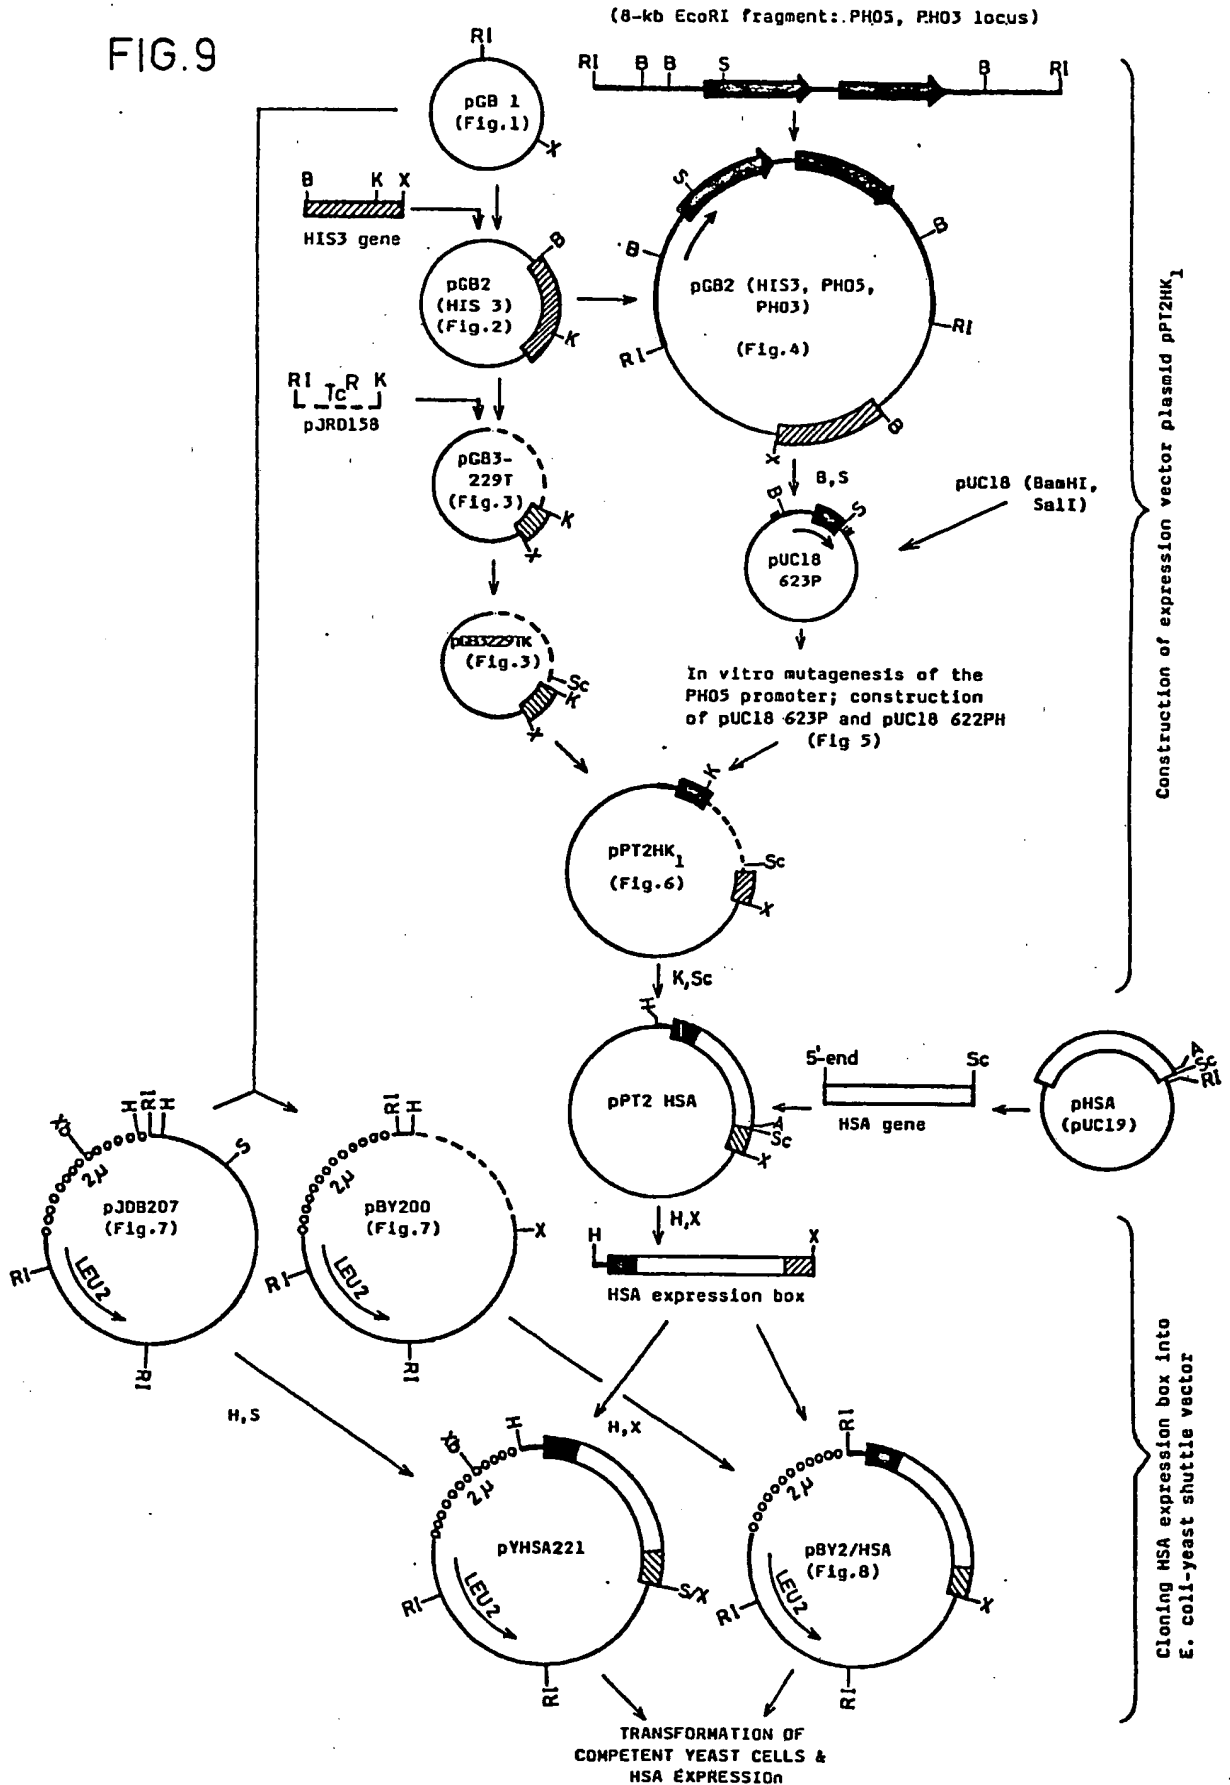 FIG.9
(8-kb EcoRI fragment: PHO5, PHO3 locus)
RI
pGB 1
(Fig.1)
X
RI B B S B RI
B K X
HIS3 gene
pGB2
(HIS 3)
(Fig.2)
B
K
S
B
B
RI
RI
pGB2 (HIS3, PHO5,
PHO3)
(Fig.4)
B
X
RI TcR K
pJRD158
pGB3-
229T
(Fig.3)
K
X
B,S
pUC18 (BamHI,
SalI)
B
S
pUC18
623P
pGB3229TK
(Fig.3)
Sc
K
X
In vitro mutagenesis of the
PHO5 promoter; construction
of pUC18 623P and pUC18 622PH
(Fig 5)
K
pPT2HK1
(Fig.6)
Sc
X
Construction of expression vector plasmid pPT2HK1
K,Sc
H
pPT2 HSA
A
Sc
X
5'-end Sc
HSA gene
A
Sc
RI
pHSA
(pUC19)
Xb
H RI H
S
2µ
pJDB207
(Fig.7)
RI
LEU2
RI
RI H
2µ
pBY200
(Fig.7)
X
RI
LEU2
RI
H,X
H X
HSA expression box
H,S
H,X
Xb
H
2µ
pYHSA221
S/X
RI
LEU2
RI
RI
2µ
pBY2/HSA
(Fig.8)
X
RI
LEU2
RI
Cloning HSA expression box into
E. coli-yeast shuttle vector
TRANSFORMATION OF
COMPETENT YEAST CELLS &
HSA EXPRESSION